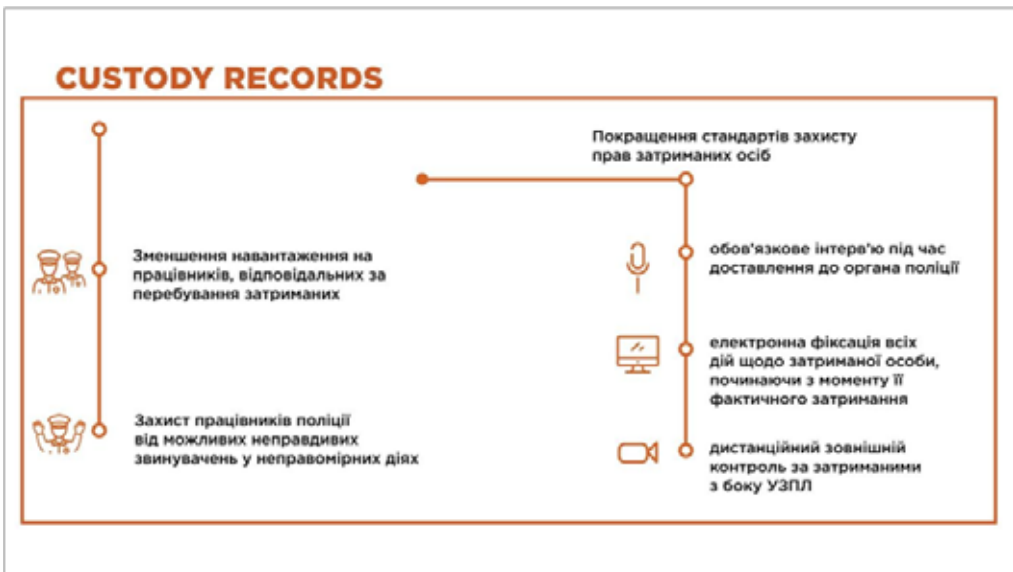 CUSTODY RECORDS
Зменшення навантаження на
працівників, відповідальних за
перебування затриманих
Захист працівників поліції
від можливих неправдивих
звинувачень у неправомірних діях
Покращення стандартів захисту
прав затриманих осіб
обов'язкове інтерв'ю під час
доставлення до органа поліції
електронна фіксація всіх
дій щодо затриманої особи,
починаючи з моменту її
фактичного затримання
дистанційний зовнішній
контроль за затриманими
з боку УЗПЛ